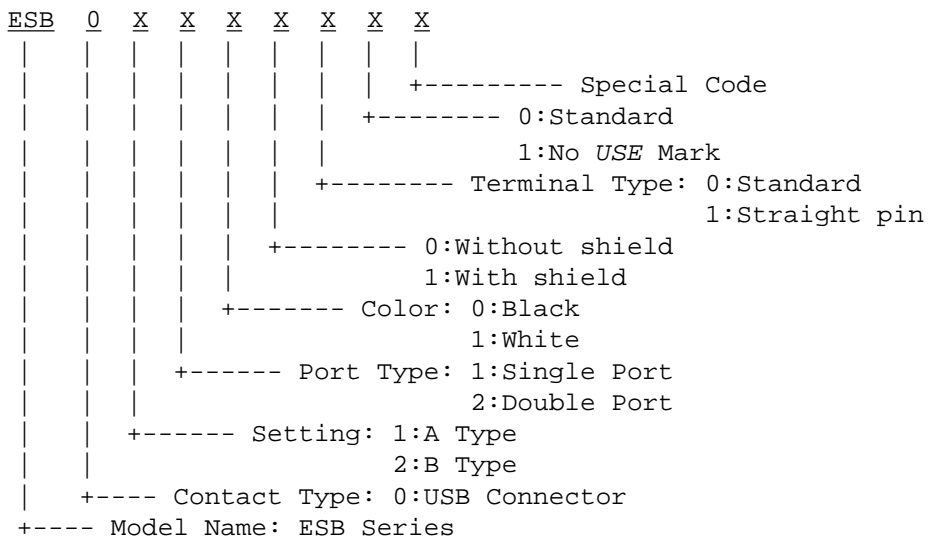 ESB 0 X X X X X X X
| | | | | | | | |
| | | | | | | | +--------- Special Code
| | | | | | | +-------- 0:Standard
| | | | | | | 1:No USE Mark
| | | | | | +-------- Terminal Type: 0:Standard
| | | | | | 1:Straight pin
| | | | | +-------- 0:Without shield
| | | | | 1:With shield
| | | | +------- Color: 0:Black
| | | | 1:White
| | | +------ Port Type: 1:Single Port
| | | 2:Double Port
| | +------ Setting: 1:A Type
| | 2:B Type
| +---- Contact Type: 0:USB Connector
+---- Model Name: ESB Series